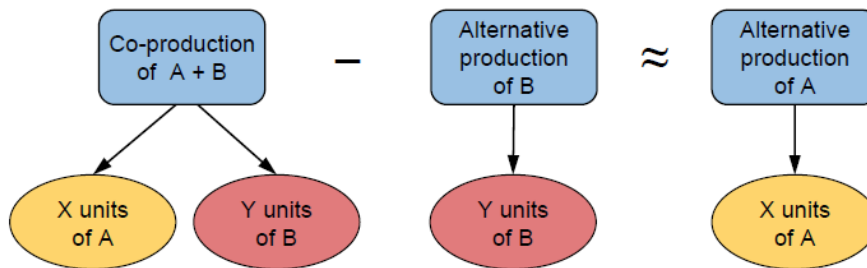 Co-production
of A + B
–
Alternative
production
of B
≈
Alternative
production
of A
X units
of A
Y units
of B
Y units
of B
X units
of A